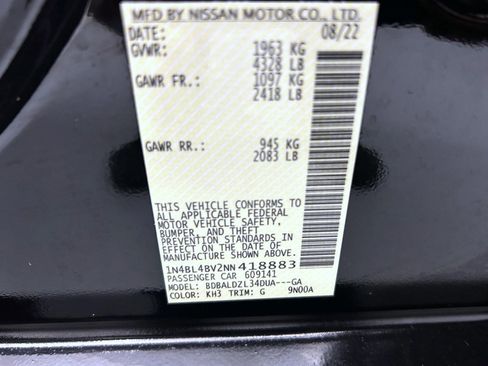 MFD BY NISSAN MOTOR CO., LTD.
DATE: 08/22
GVWR: 1963 KG
4328 LB
GAWR FR.: 1097 KG
2418 LB
GAWR RR.: 945 KG
2083 LB
THIS VEHICLE CONFORMS TO
ALL APPLICABLE FEDERAL
MOTOR VEHICLE SAFETY,
BUMPER, AND THEFT
PREVENTION STANDARDS IN
EFFECT ON THE DATE OF
MANUFACTURE SHOWN ABOVE.
1N4BL4BV2NN418883
PASSENGER CAR 609141
MODEL: BDBALDZL34DUA---GA
COLOR: KH3 TRIM: G 9N00A